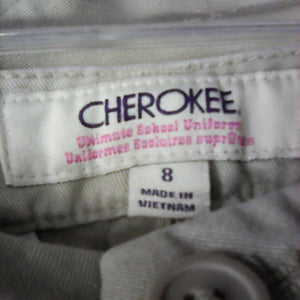 CHEROKEE
Ultimate School Uniform
Uniformes Scolaires suprêmes
8
MADE IN
VIETNAM